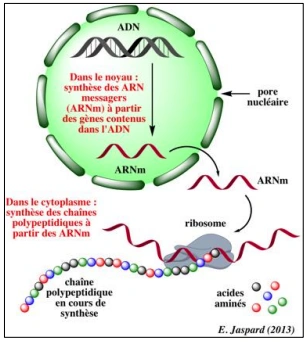 ADN
Dans le noyau :
synthèse des ARN
messagers
(ARNm) à partir
des gènes contenus
dans l'ADN
pore
nucléaire
ARNm
ARNm
Dans le cytoplasme :
synthèse des chaînes
polypeptidiques à
partir des ARNm
ribosome
chaîne
polypeptidique
en cours de
synthèse
acides
aminés
E. Jaspard (2013)